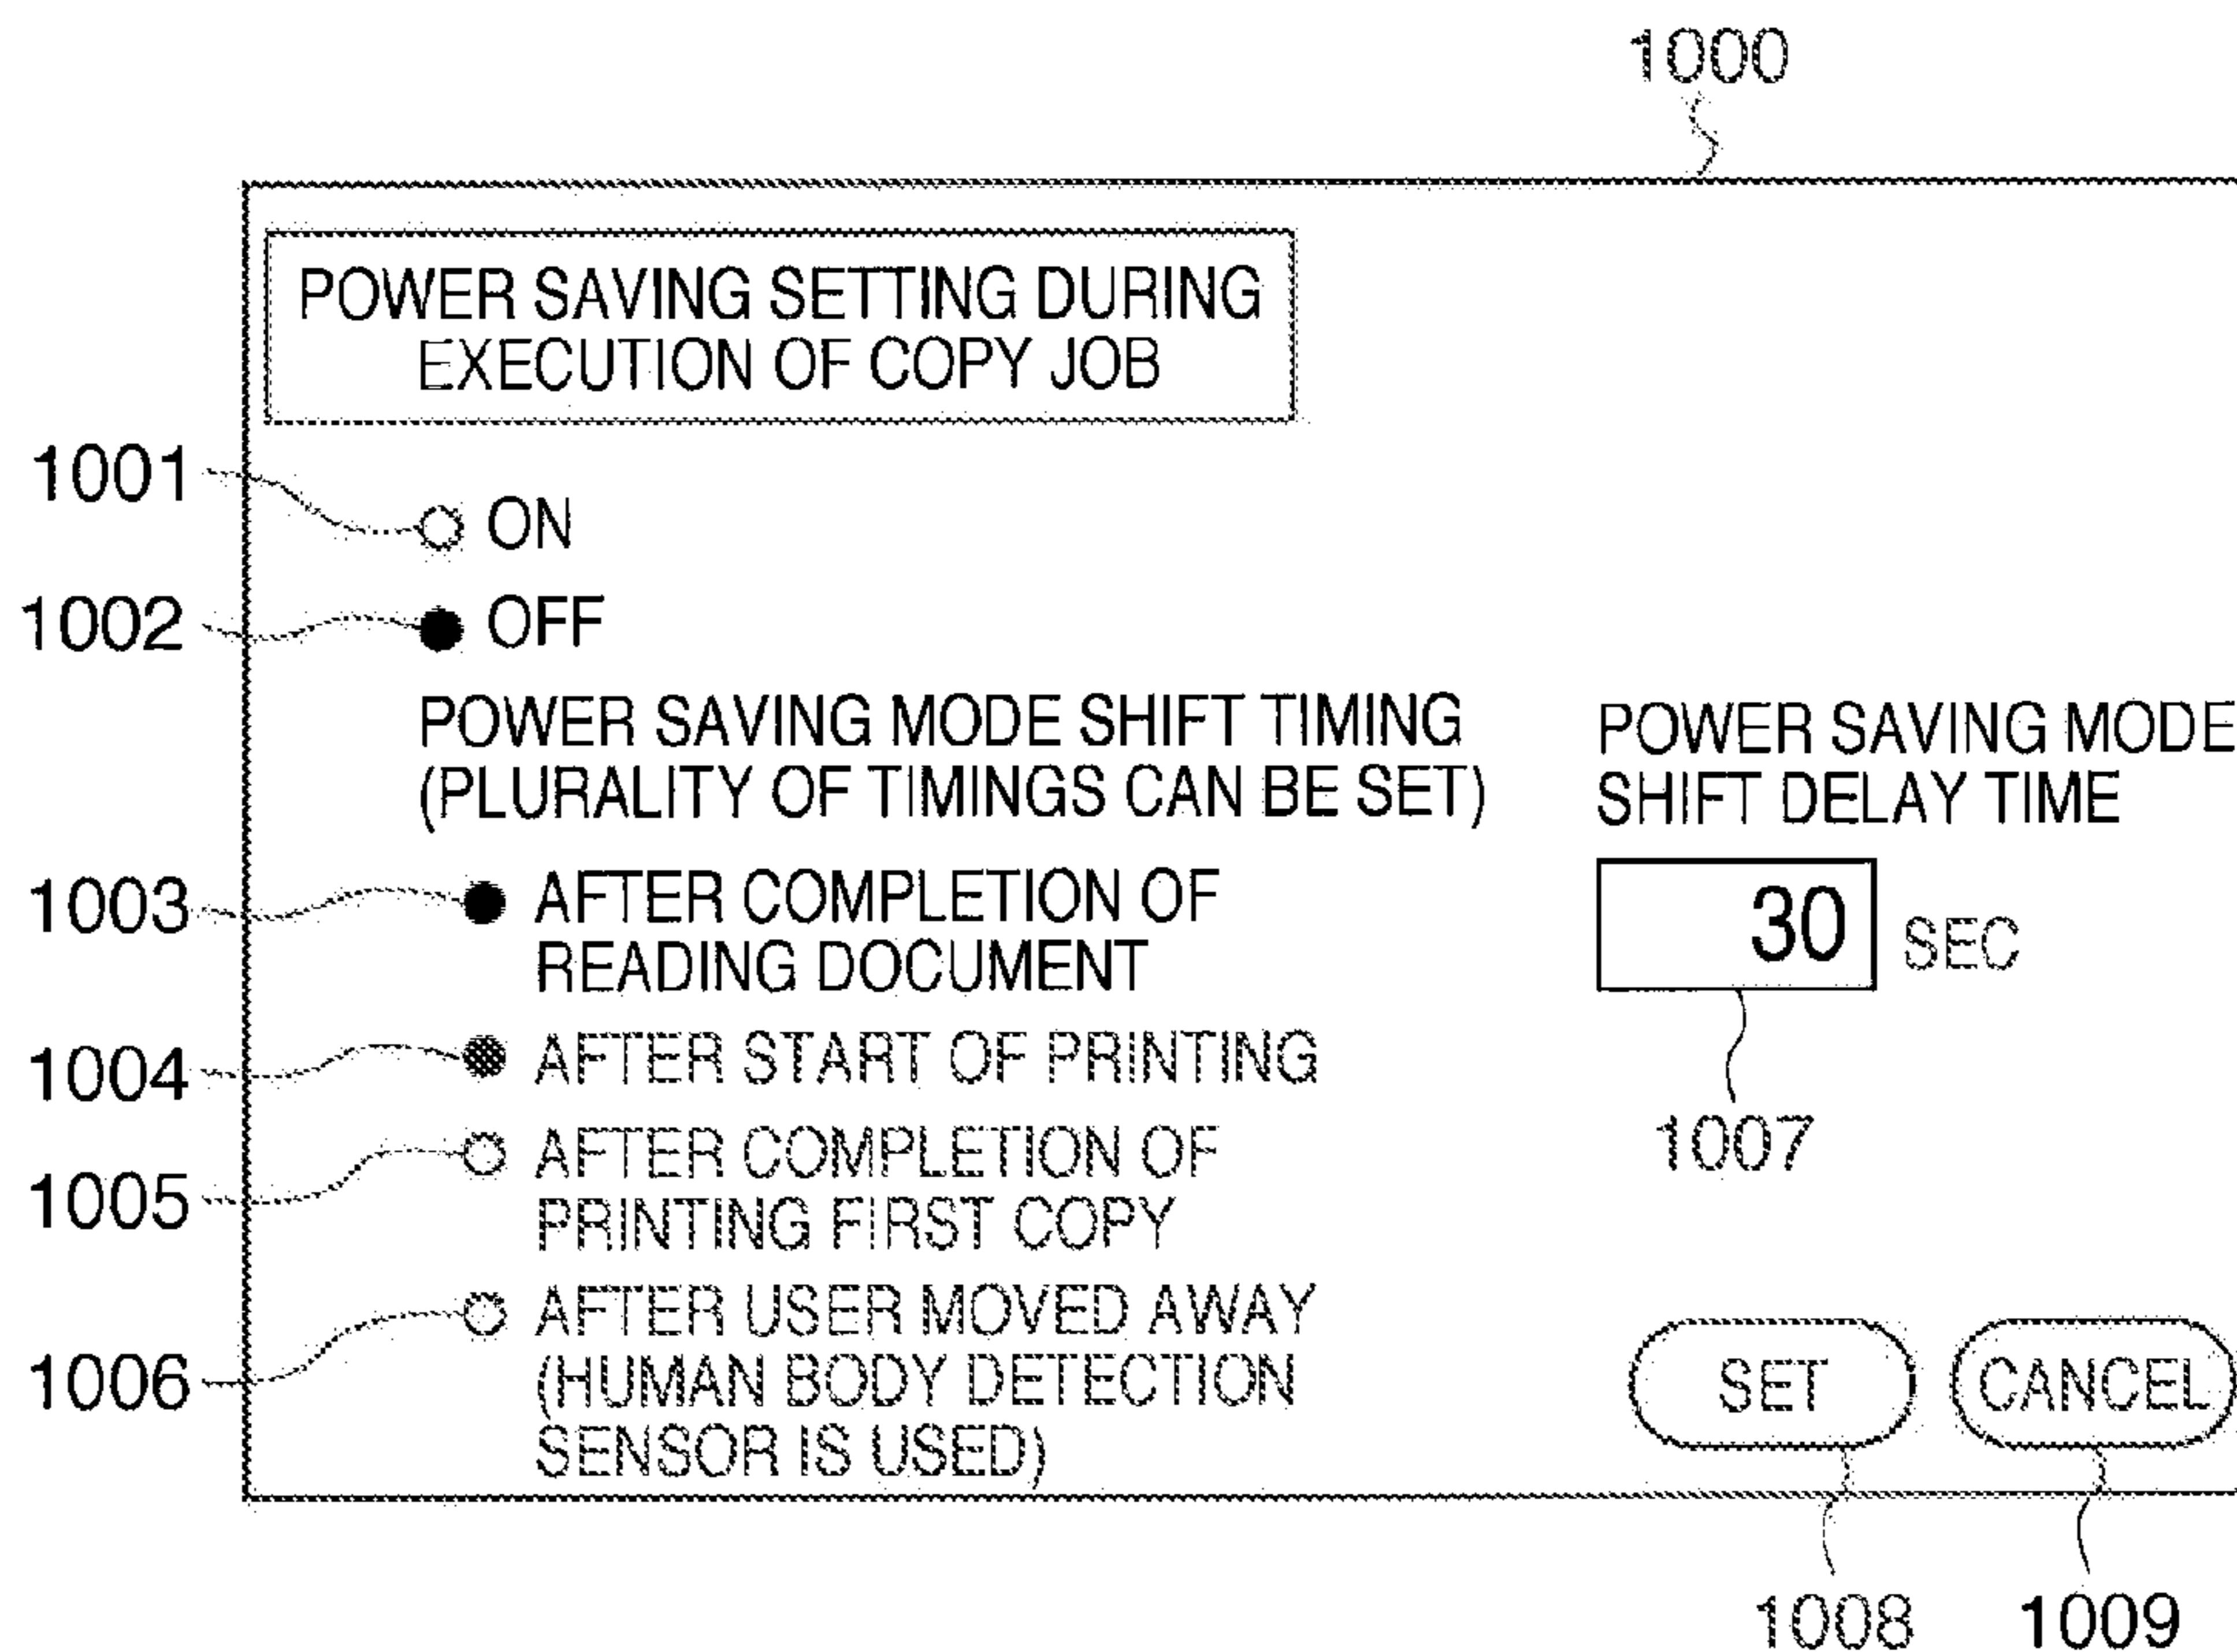 1000
POWER SAVING SETTING DURING
EXECUTION OF COPY JOB
1001
ON
1002
OFF
POWER SAVING MODE SHIFT TIMING
(PLURALITY OF TIMINGS CAN BE SET)
POWER SAVING MODE
SHIFT DELAY TIME
1003
AFTER COMPLETION OF
READING DOCUMENT
30 SEC
1004
AFTER START OF PRINTING
1007
1005
AFTER COMPLETION OF
PRINTING FIRST COPY
1006
AFTER USER MOVED AWAY
(HUMAN BODY DETECTION
SENSOR IS USED)
SET
CANCEL
1008
1009